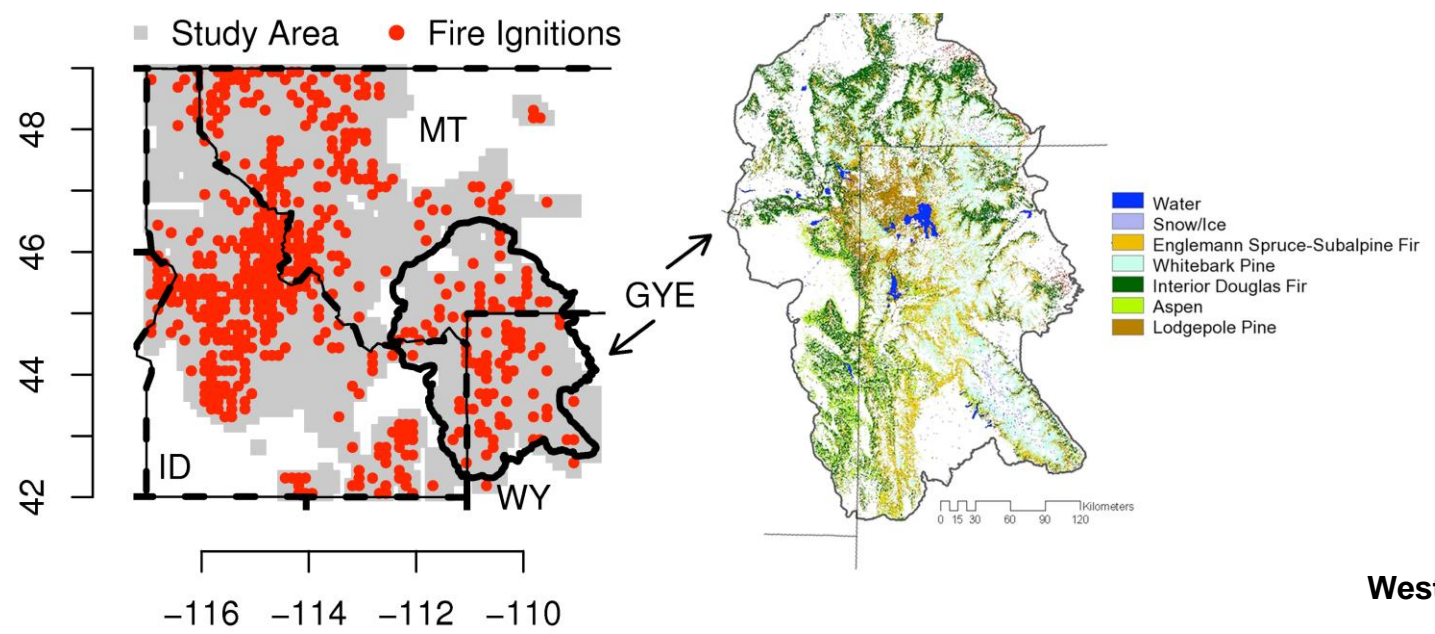 Study Area Fire Ignitions
48
46
44
42
MT
GYE
ID
WY
−116 −114 −112 −110
Water
Snow/Ice
Englemann Spruce-Subalpine Fir
Whitebark Pine
Interior Douglas Fir
Aspen
Lodgepole Pine
Kilometers
0 15 30 60 90 120
West